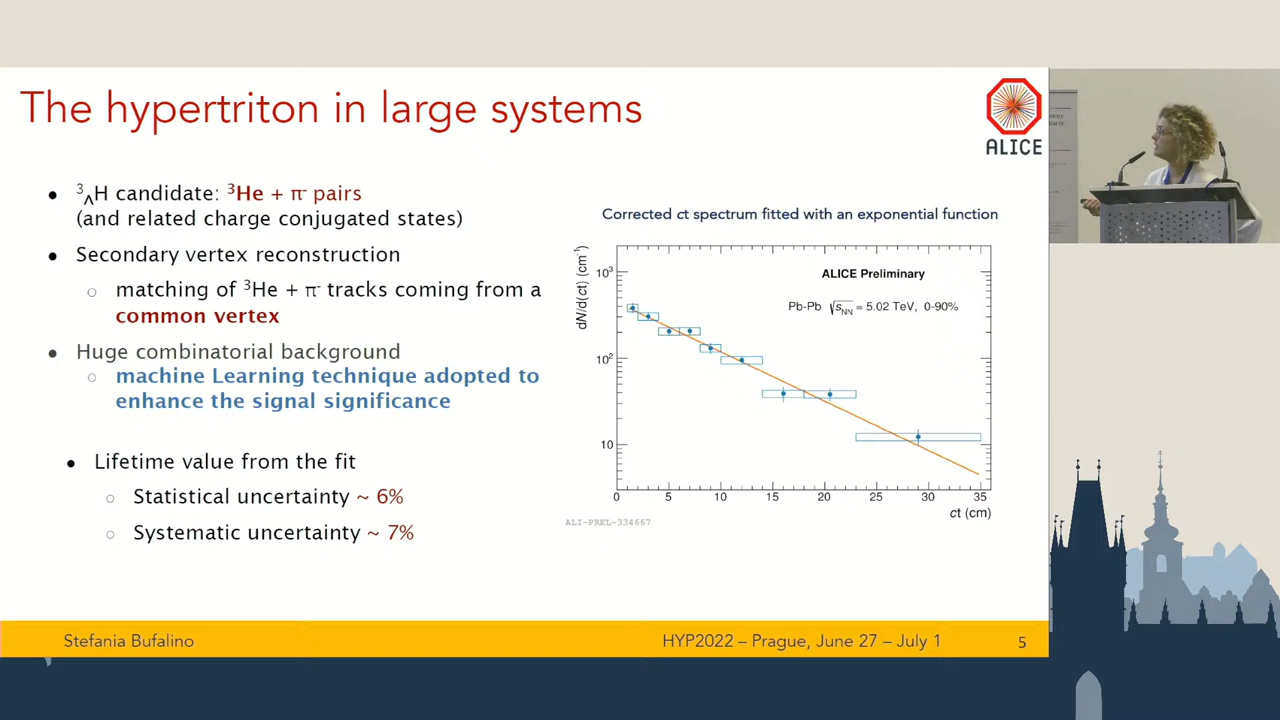 The hypertriton in large systems
ALICE
• ³ΛH candidate: ³He + π⁻ pairs
(and related charge conjugated states)
• Secondary vertex reconstruction
○ matching of ³He + π⁻ tracks coming from a
common vertex
• Huge combinatorial background
○ machine Learning technique adopted to
enhance the signal significance
• Lifetime value from the fit
○ Statistical uncertainty ~ 6%
○ Systematic uncertainty ~ 7%
Corrected ct spectrum fitted with an exponential function
dN/d(ct) (cm⁻¹)
10³
10²
10
ALICE Preliminary
Pb-Pb √sNN = 5.02 TeV, 0-90%
0 5 10 15 20 25 30 35
ct (cm)
ALI-PREL-334667
Stefania Bufalino
HYP2022 – Prague, June 27 – July 1
5